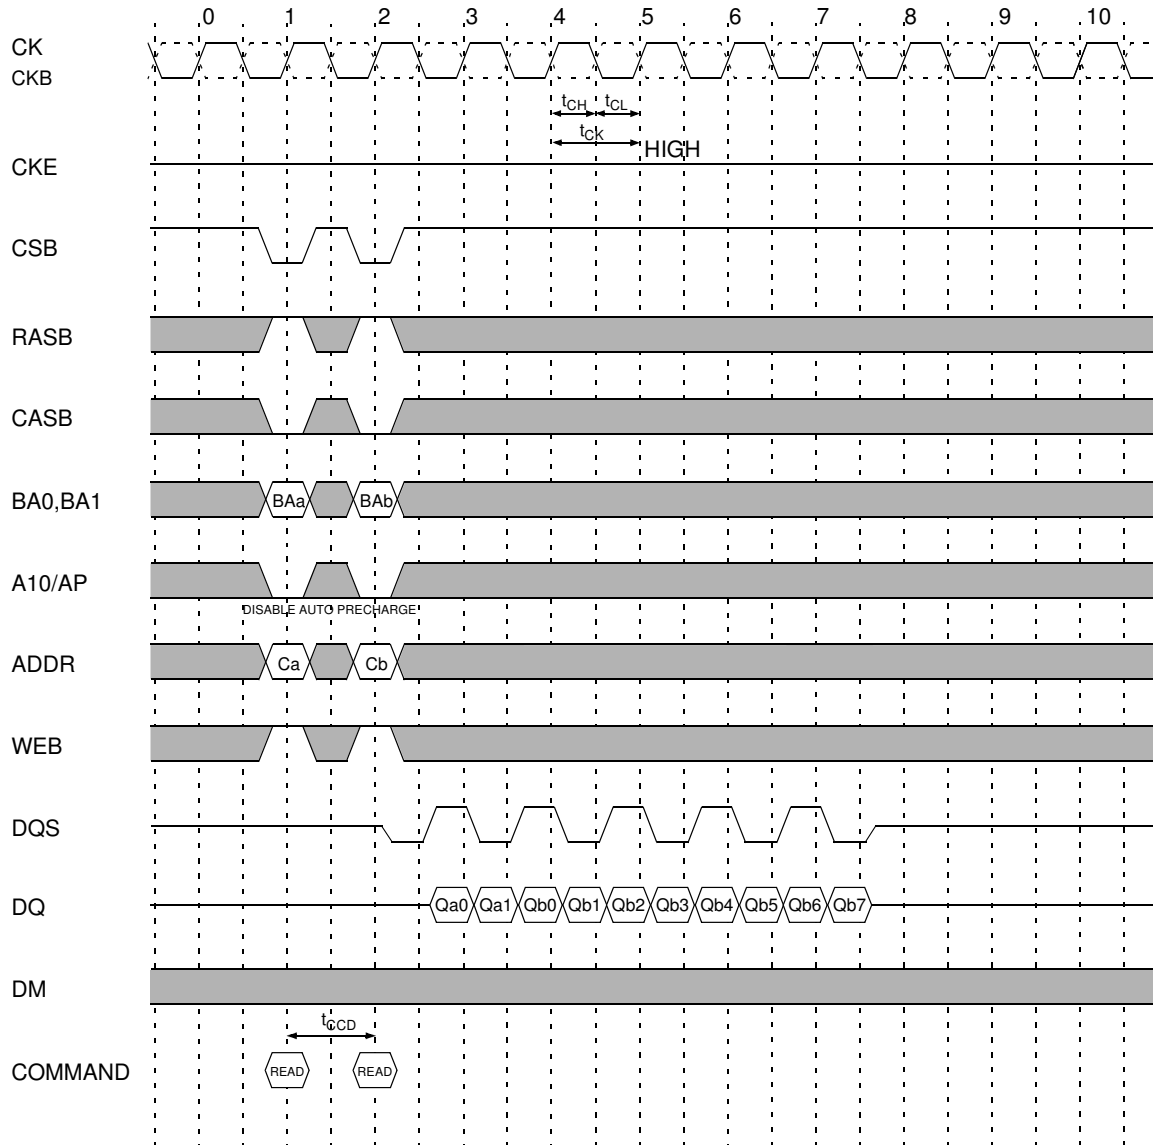 0 1 2 3 4 5 6 7 8 9 10
CK
CKB
tCH tCL
tCK
HIGH
CKE
CSB
RASB
CASB
BA0,BA1 BAa BAb
A10/AP
DISABLE AUTO PRECHARGE
ADDR Ca Cb
WEB
DQS
DQ Qa0 Qa1 Qb0 Qb1 Qb2 Qb3 Qb4 Qb5 Qb6 Qb7
DM
tCCD
COMMAND READ READ